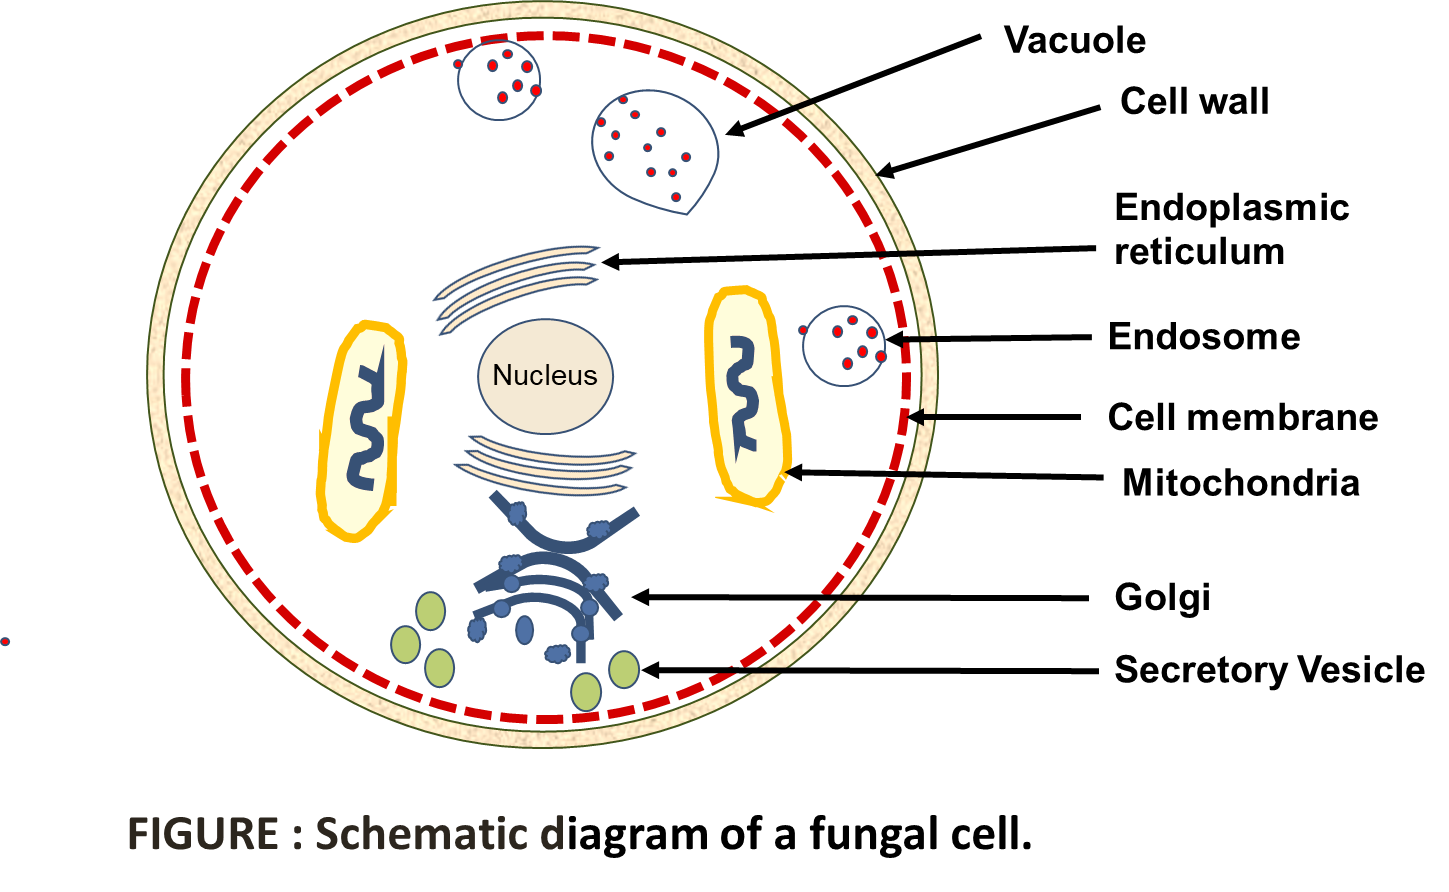 Vacuole
Cell wall
Endoplasmic
reticulum
Nucleus
Endosome
Cell membrane
Mitochondria
Golgi
Secretory Vesicle
FIGURE : Schematic diagram of a fungal cell.